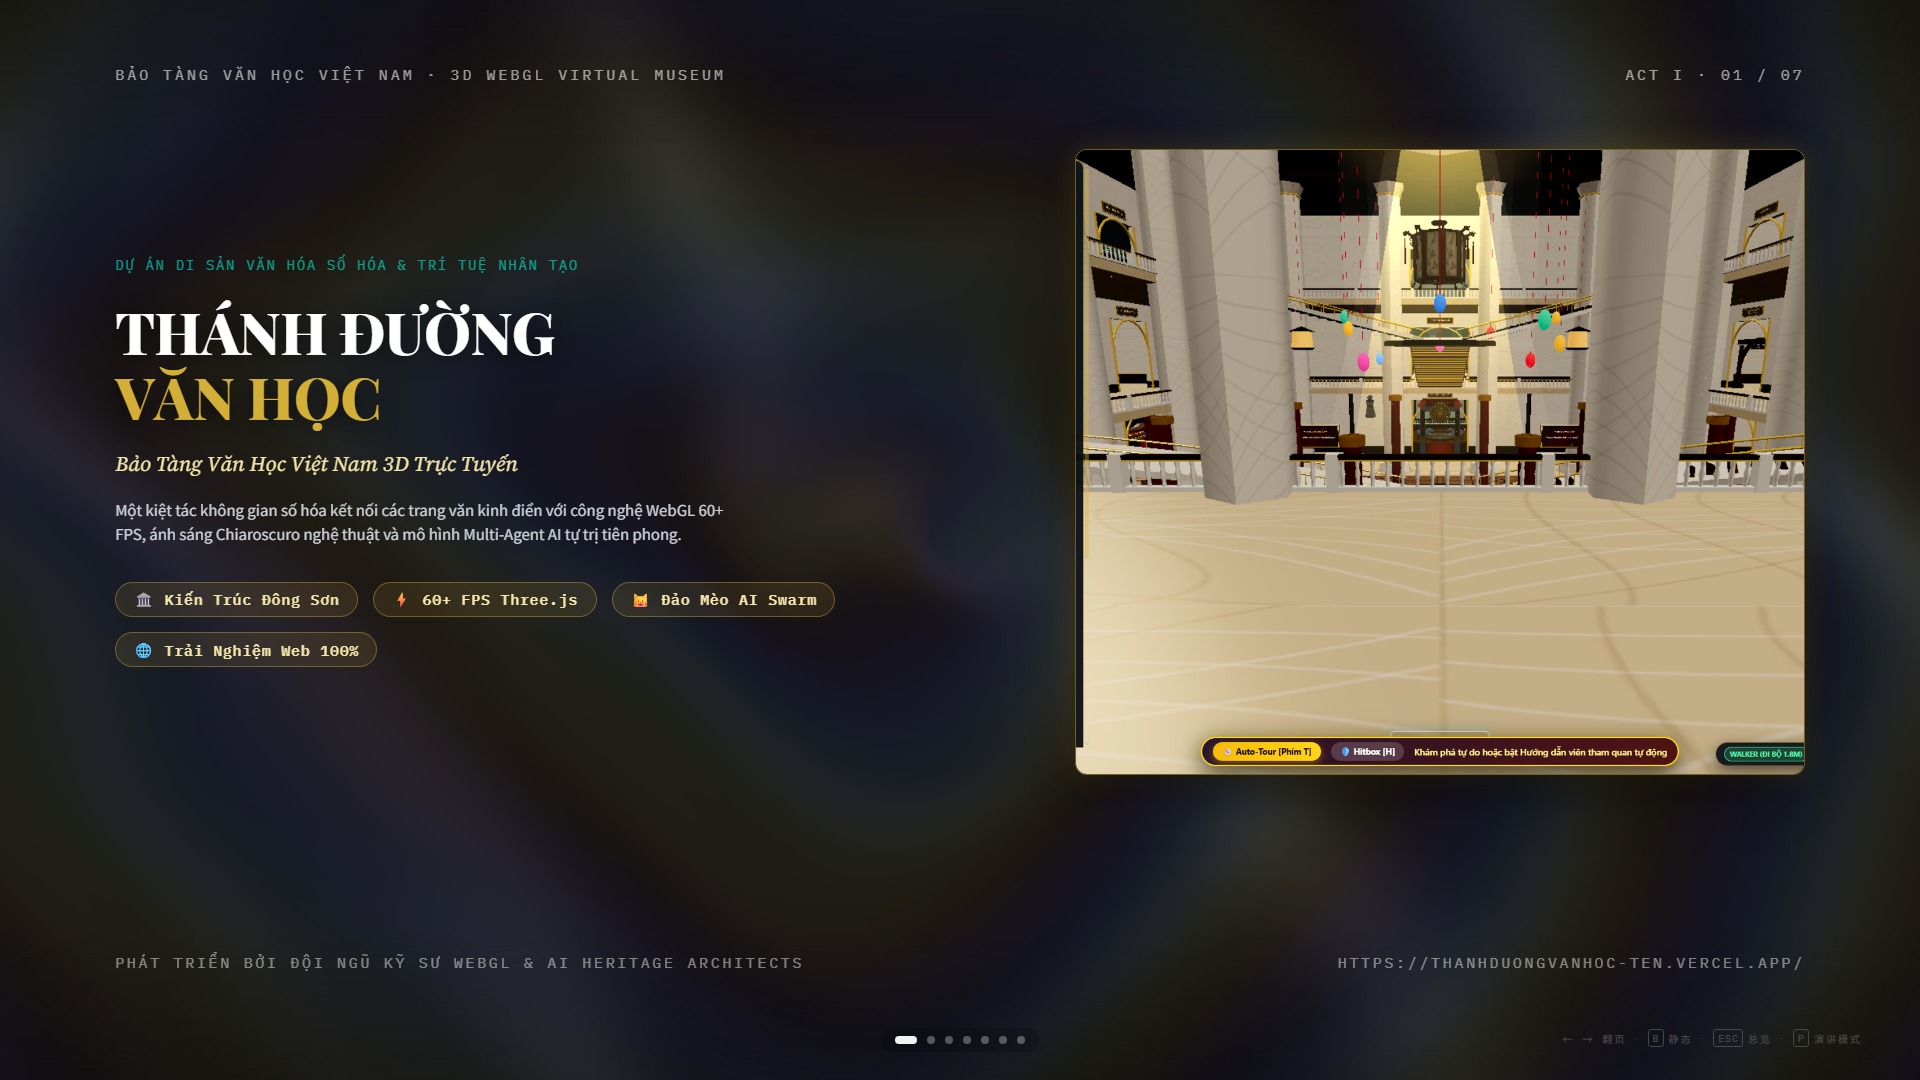 BẢO TÀNG VĂN HỌC VIỆT NAM · 3D WEBGL VIRTUAL MUSEUM
ACT I · 01 / 07
DỰ ÁN DI SẢN VĂN HÓA SỐ HÓA & TRÍ TUỆ NHÂN TẠO
THÁNH ĐƯỜNG
VĂN HỌC
Bảo Tàng Văn Học Việt Nam 3D Trực Tuyến
Một kiệt tác không gian số hóa kết nối các trang văn kinh điển với công nghệ WebGL 60+
FPS, ánh sáng Chiaroscuro nghệ thuật và mô hình Multi-Agent AI tự trị tiên phong.
Kiến Trúc Đông Sơn
60+ FPS Three.js
Đảo Mèo AI Swarm
Trải Nghiệm Web 100%
Auto-Tour [Phím T]
Hitbox [H]
Khám phá tự do hoặc bật Hướng dẫn viên tham quan tự động
WALKER (ĐI BỘ 1.8M)
PHÁT TRIỂN BỞI ĐỘI NGŨ KỸ SƯ WEBGL & AI HERITAGE ARCHITECTS
HTTPS://THANHDUONGVANHOC-TEN.VERCEL.APP/
← → 翻页 · B 静态 · ESC 总览 · P 演讲模式